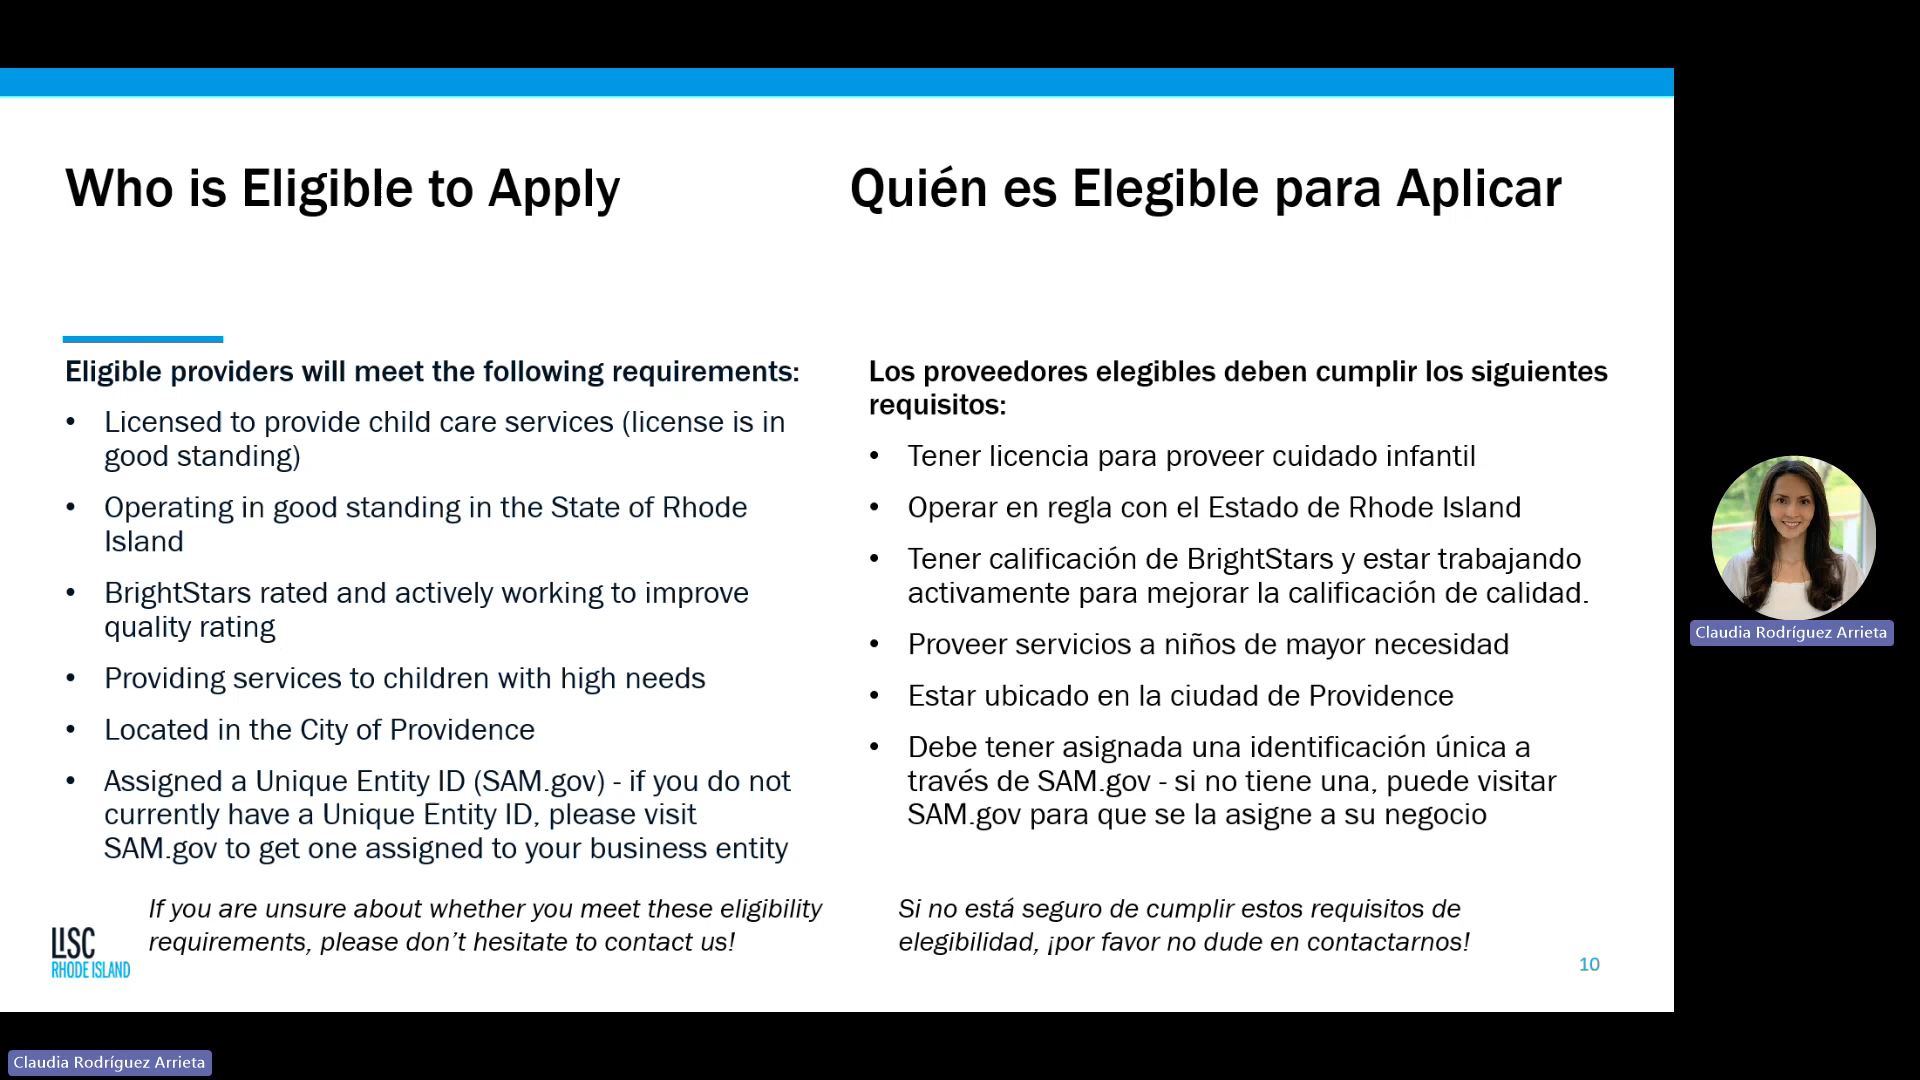 Who is Eligible to Apply
Eligible providers will meet the following requirements:
• Licensed to provide child care services (license is in
good standing)
• Operating in good standing in the State of Rhode
Island
• BrightStars rated and actively working to improve
quality rating
• Providing services to children with high needs
• Located in the City of Providence
• Assigned a Unique Entity ID (SAM.gov) - if you do not
currently have a Unique Entity ID, please visit
SAM.gov to get one assigned to your business entity
If you are unsure about whether you meet these eligibility
requirements, please don't hesitate to contact us!
Quién es Elegible para Aplicar
Los proveedores elegibles deben cumplir los siguientes
requisitos:
• Tener licencia para proveer cuidado infantil
• Operar en regla con el Estado de Rhode Island
• Tener calificación de BrightStars y estar trabajando
activamente para mejorar la calificación de calidad.
• Proveer servicios a niños de mayor necesidad
• Estar ubicado en la ciudad de Providence
• Debe tener asignada una identificación única a
través de SAM.gov - si no tiene una, puede visitar
SAM.gov para que se la asigne a su negocio
Si no está seguro de cumplir estos requisitos de
elegibilidad, ¡por favor no dude en contactarnos!
LISC
RHODE ISLAND
10
Claudia Rodríguez Arrieta
Claudia Rodríguez Arrieta